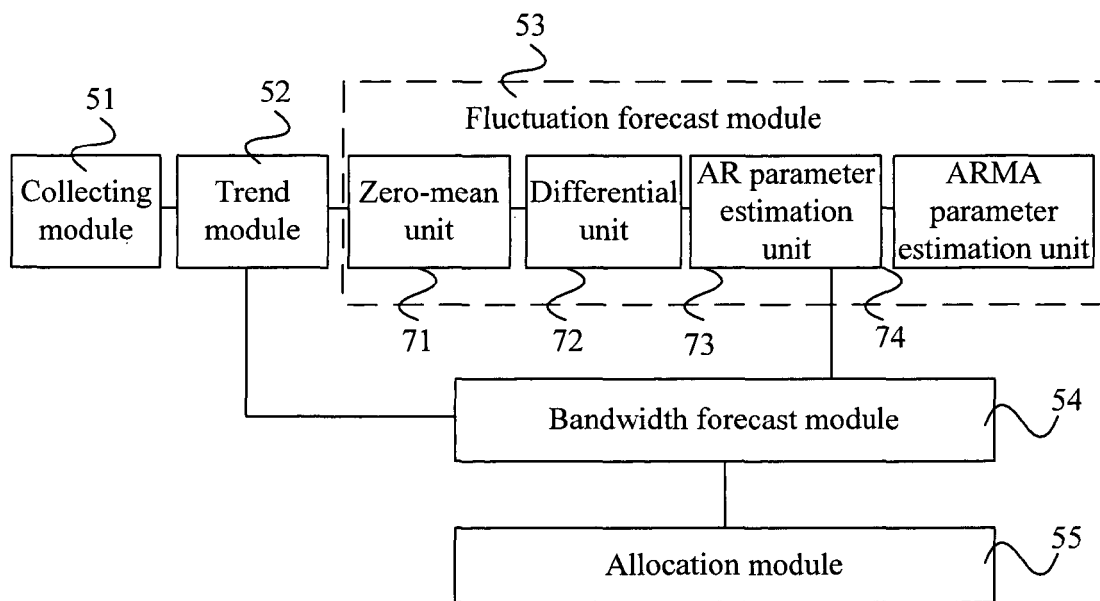 53
51
52
Fluctuation forecast module
Collecting
module
Trend
module
Zero-mean
unit
Differential
unit
AR parameter
estimation
unit
ARMA
parameter
estimation unit
71
72
73
74
Bandwidth forecast module
54
Allocation module
55